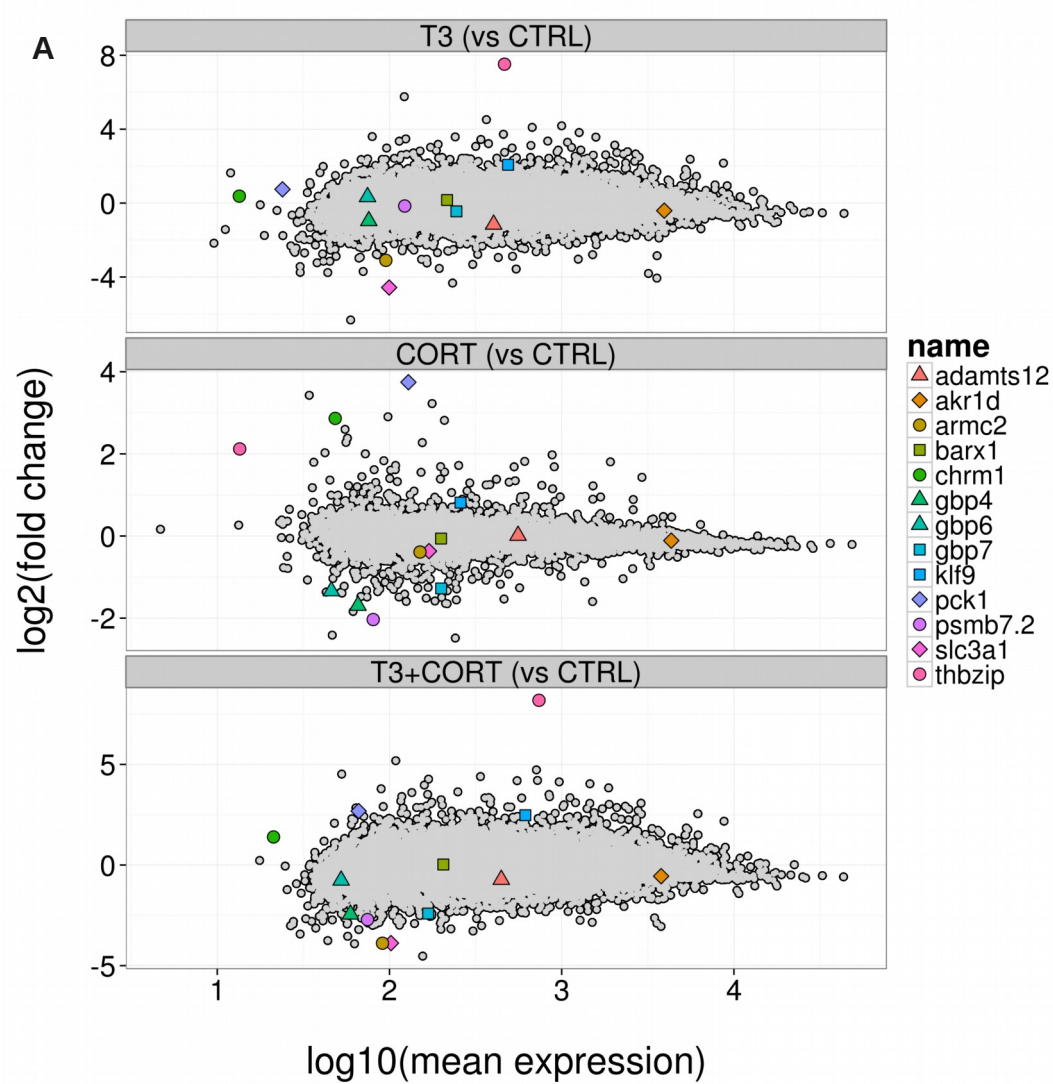 A
T3 (vs CTRL)
8
4
0
-4
CORT (vs CTRL)
4
2
0
-2
T3+CORT (vs CTRL)
5
0
-5
1 2 3 4
log2(fold change)
log10(mean expression)
name
adamts12
akr1d
armc2
barx1
chrm1
gbp4
gbp6
gbp7
klf9
pck1
psmb7.2
slc3a1
thbzip